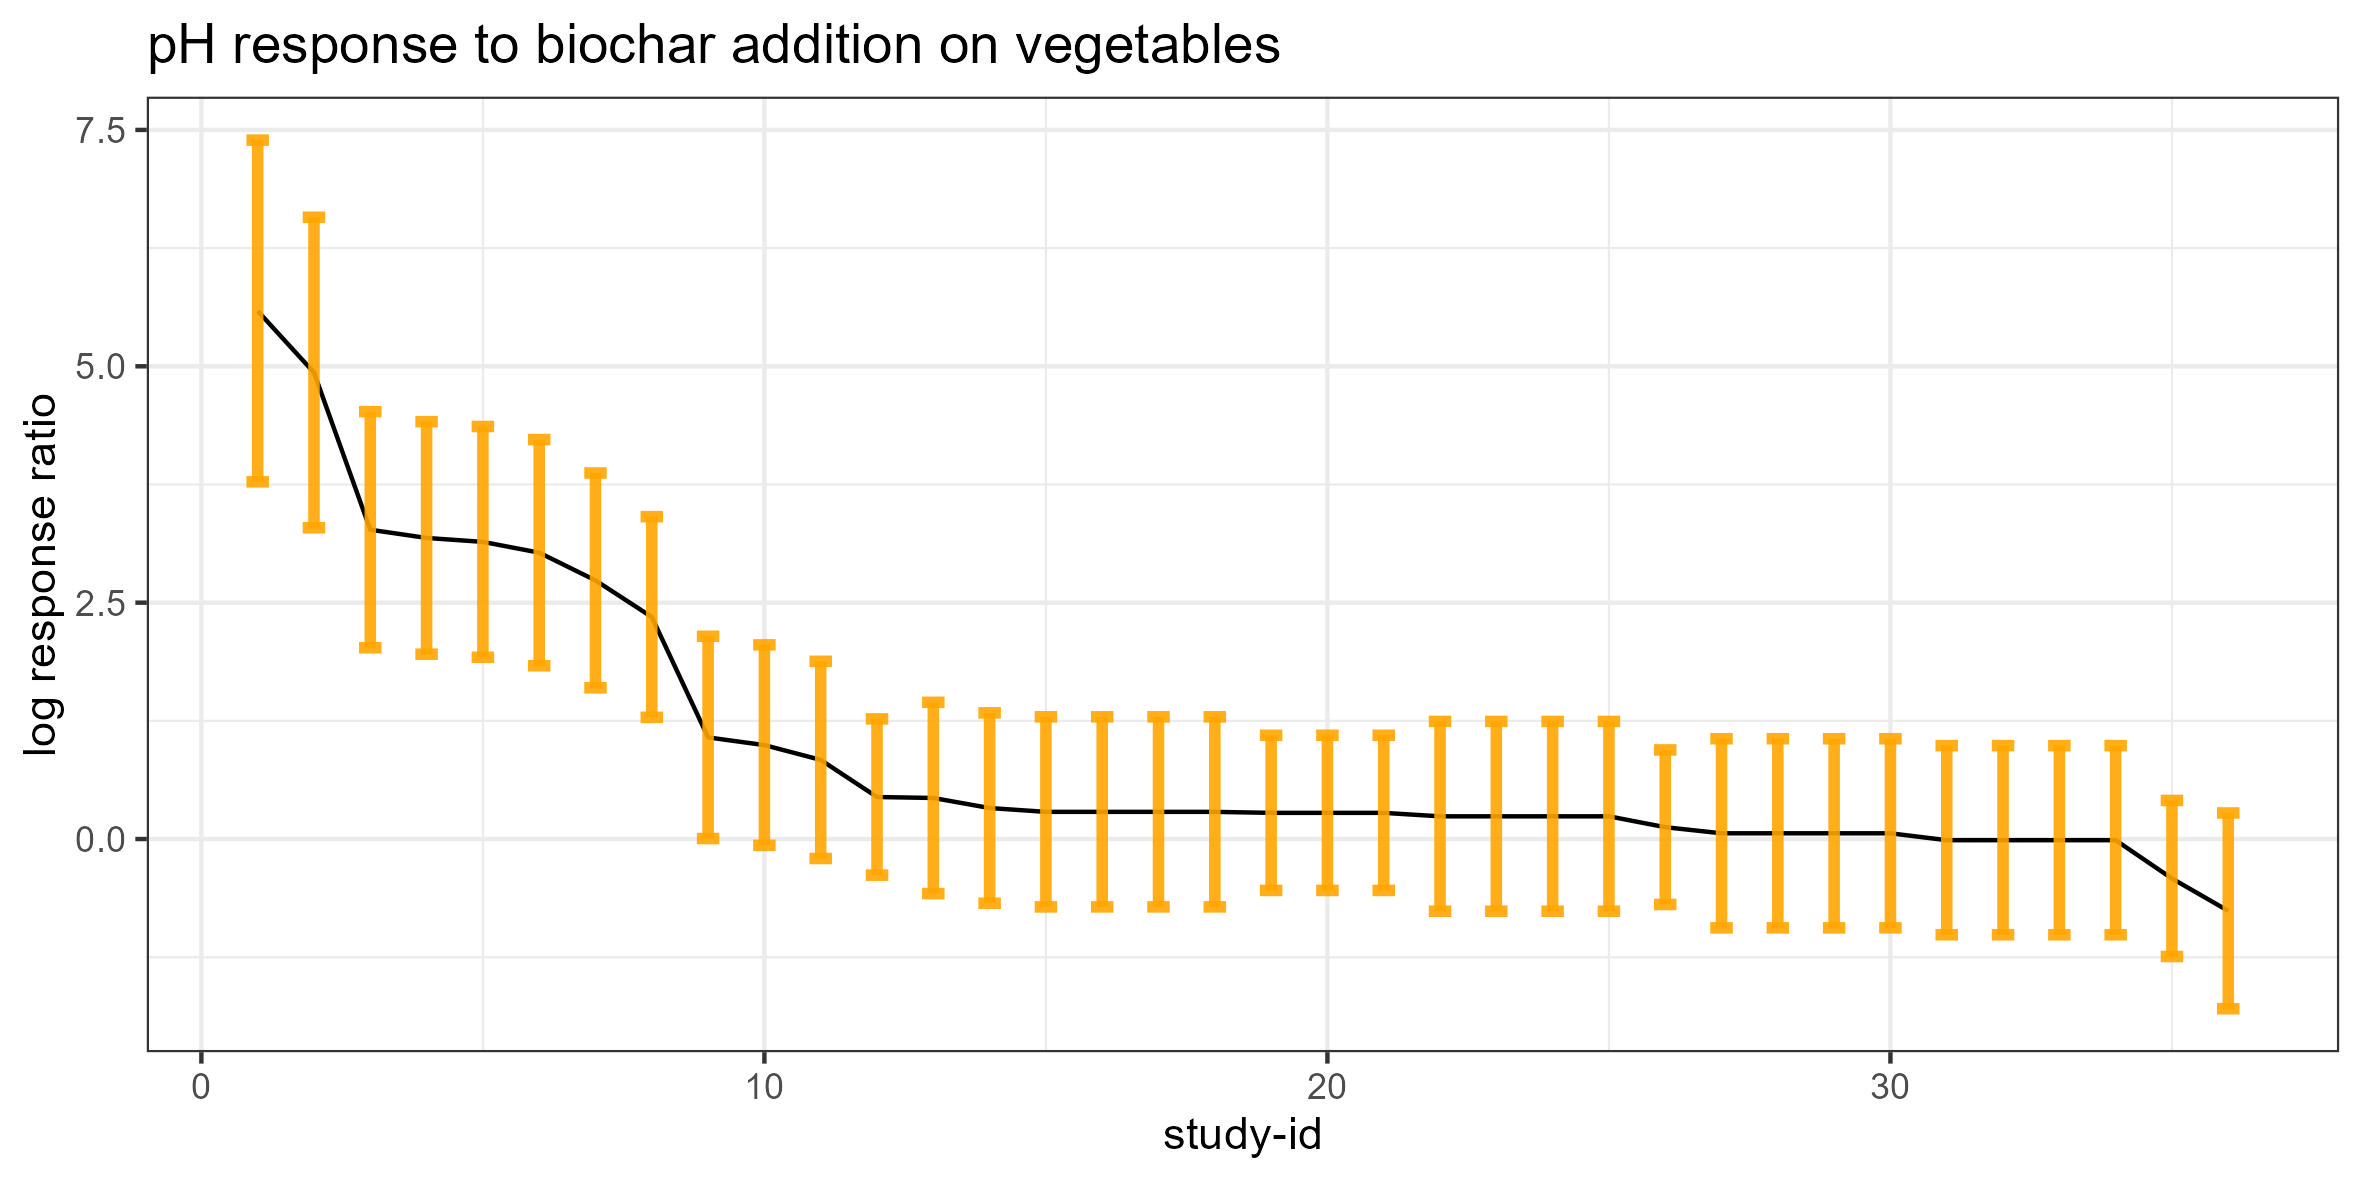 pH response to biochar addition on vegetables
log response ratio
7.5
5.0
2.5
0.0
0 10 20 30
study-id